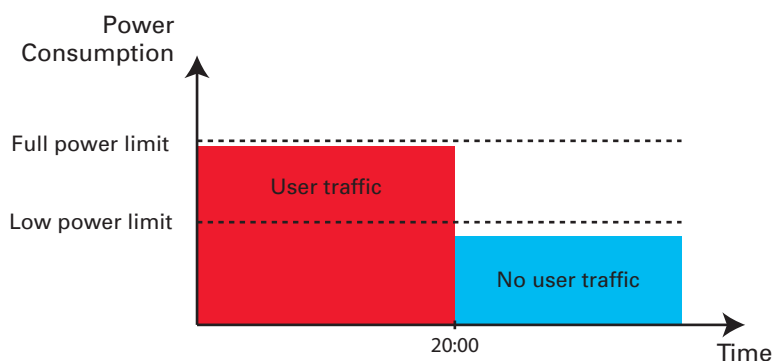 Power
Consumption
Full power limit
User traffic
Low power limit
No user traffic
20:00
Time